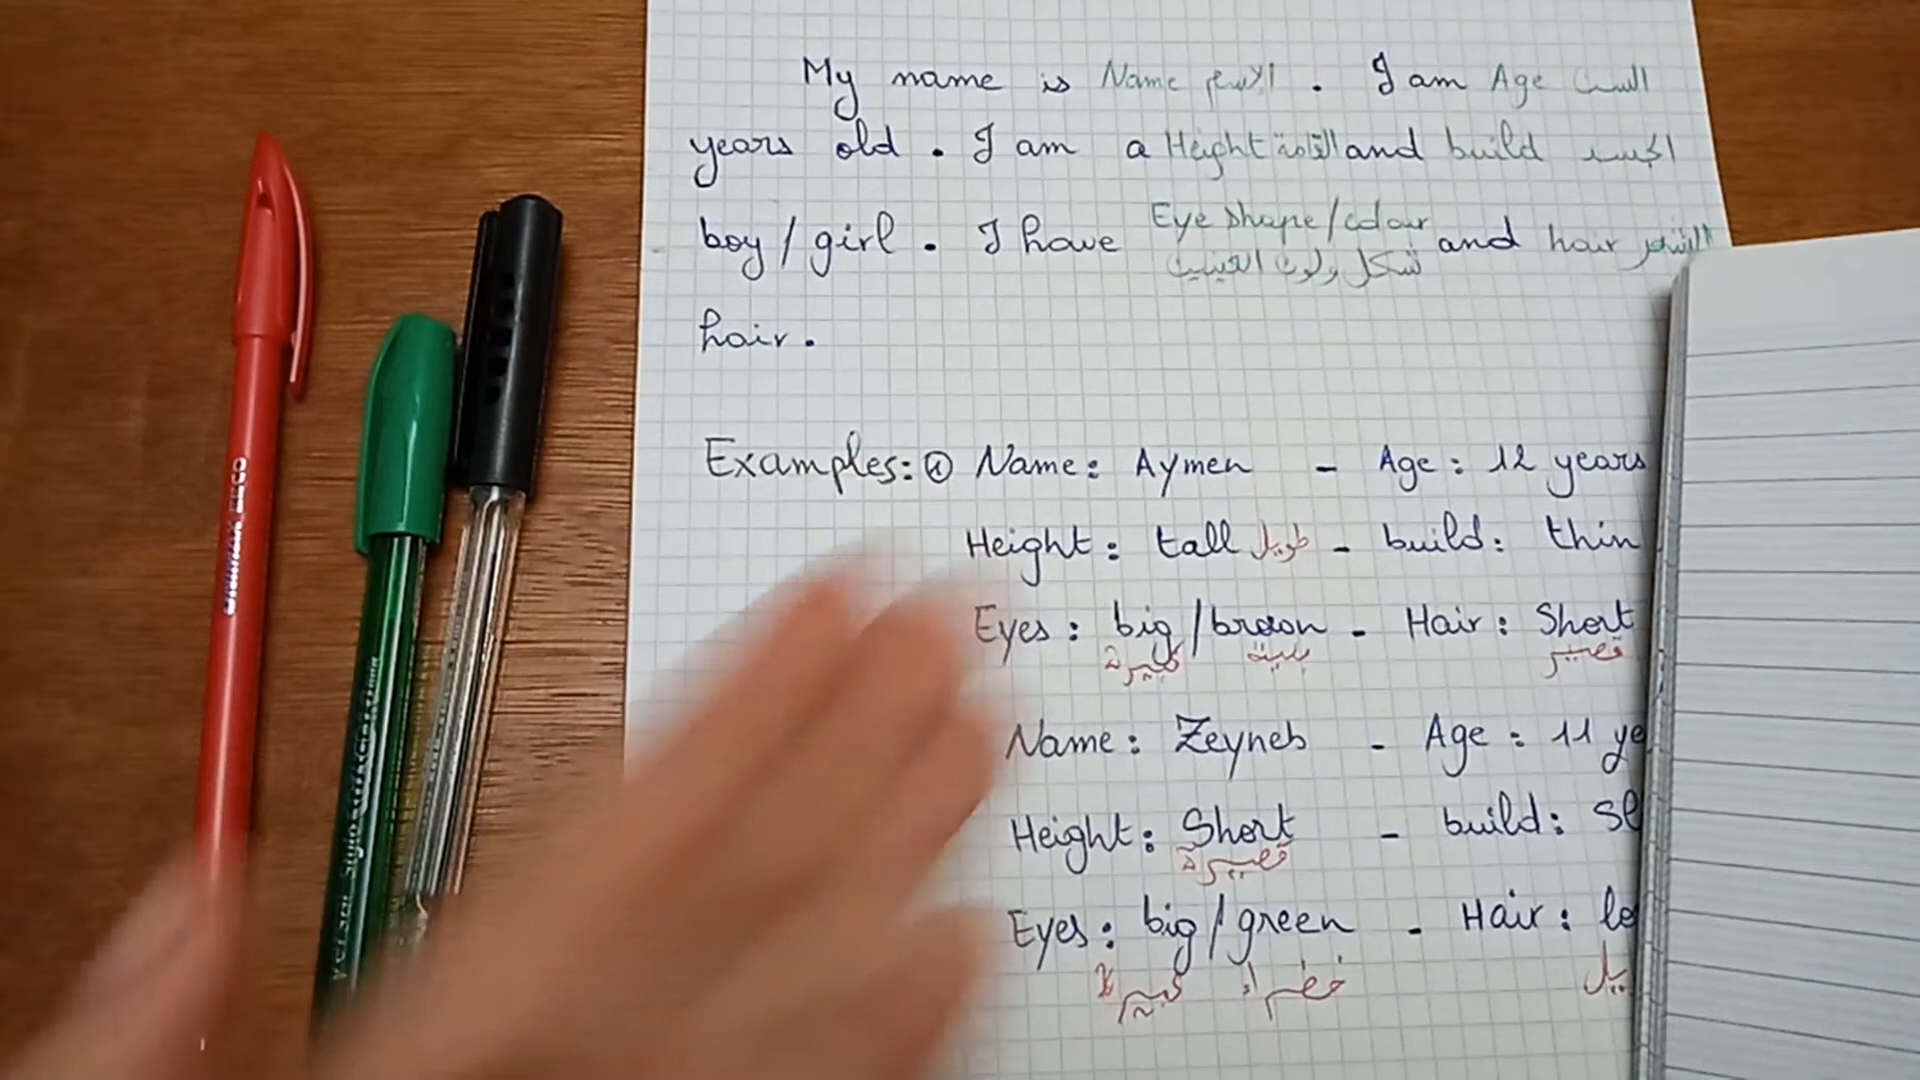 My name is Name الاسم . I am Age السن
years old . I am a Height القامة and build الجسد
boy / girl . I have Eye shape / colour شكل ولون العينين and hair الشعر
hair .
Examples: ① Name : Aymen - Age : 12 years
Height : tall طويل - build : thin
Eyes : big / brown - Hair : Short
كبيرة بنية قصير
Name : Zeyneb - Age : 11 ye
Height : Short - build : Sl
قصيرة
Eyes : big / green - Hair : lo
كبيرة خضراء